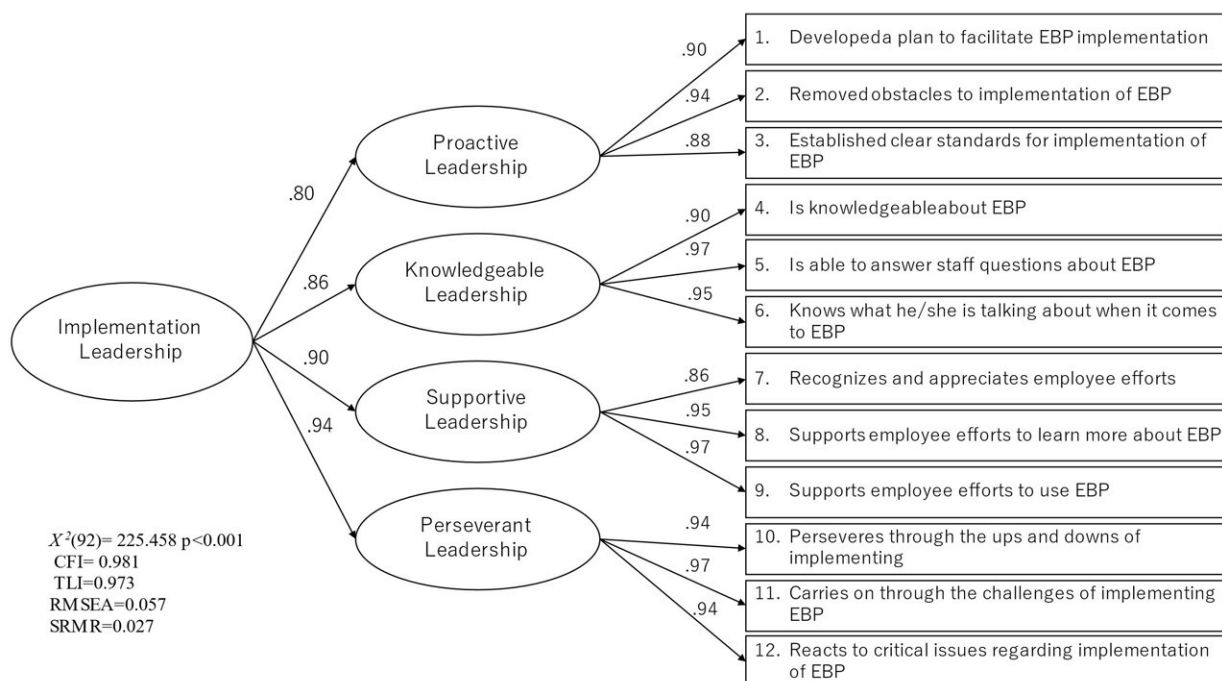 .90
1. Developeda plan to facilitate EBP implementation
.94
2. Removed obstacles to implementation of EBP
Proactive
Leadership
.88
3. Established clear standards for implementation of
EBP
.80
.90
4. Is knowledgeableabout EBP
.97
Knowledgeable
Leadership
5. Is able to answer staff questions about EBP
.86
.95
6. Knows what he/she is talking about when it comes
to EBP
Implementation
Leadership
.90
.86
7. Recognizes and appreciates employee efforts
Supportive
Leadership
.95
8. Supports employee efforts to learn more about EBP
.94
.97
9. Supports employee efforts to use EBP
Perseverant
Leadership
.94
10. Perseveres through the ups and downs of
implementing
.97
11. Carries on through the challenges of implementing
EBP
.94
12. Reacts to critical issues regarding implementation
of EBP
X²(92)= 225.458 p<0.001
CFI= 0.981
TLI=0.973
RMSEA=0.057
SRMR=0.027